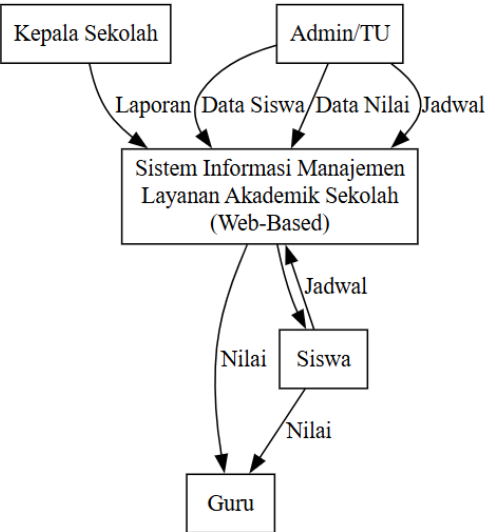 Kepala Sekolah
Admin/TU
Laporan
Data Siswa
Data Nilai
Jadwal
Sistem Informasi Manajemen
Layanan Akademik Sekolah
(Web-Based)
Jadwal
Nilai
Siswa
Nilai
Guru